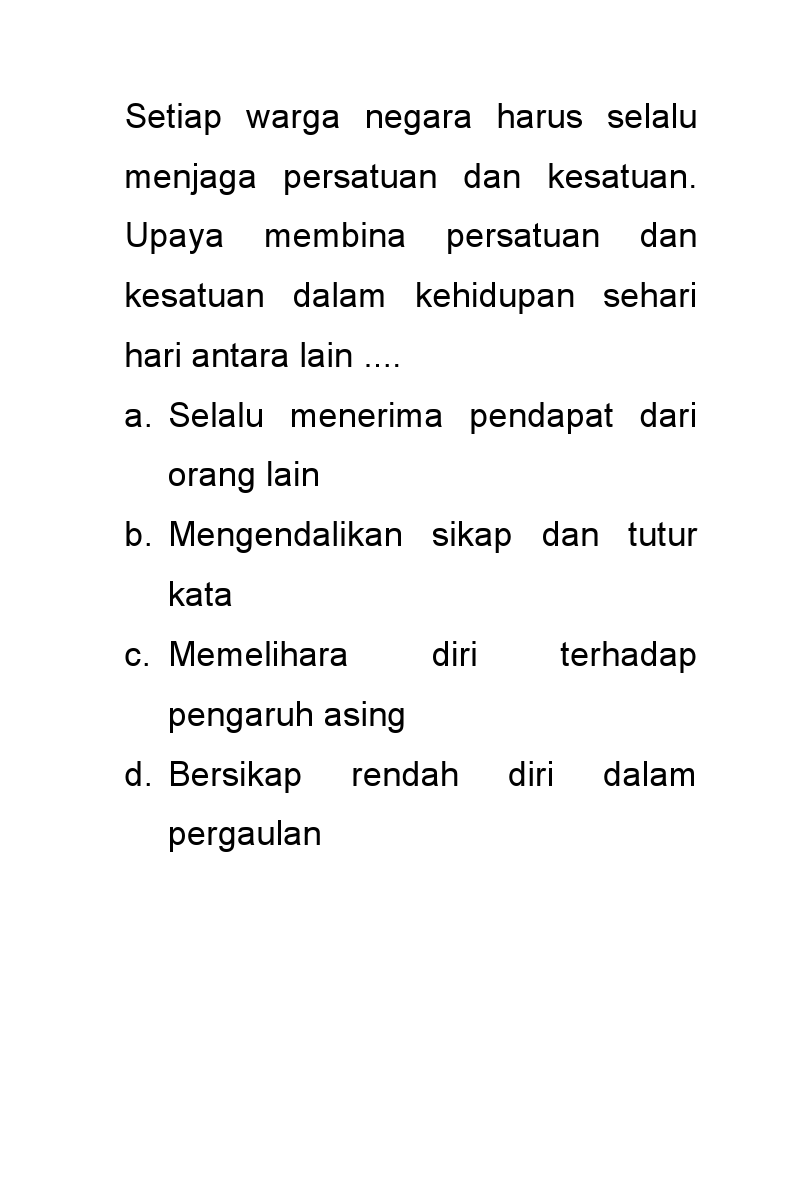 Setiap warga negara harus selalu
menjaga persatuan dan kesatuan.
Upaya membina persatuan dan
kesatuan dalam kehidupan sehari
hari antara lain ....
a. Selalu menerima pendapat dari
orang lain
b. Mengendalikan sikap dan tutur
kata
c. Memelihara diri terhadap
pengaruh asing
d. Bersikap rendah diri dalam
pergaulan